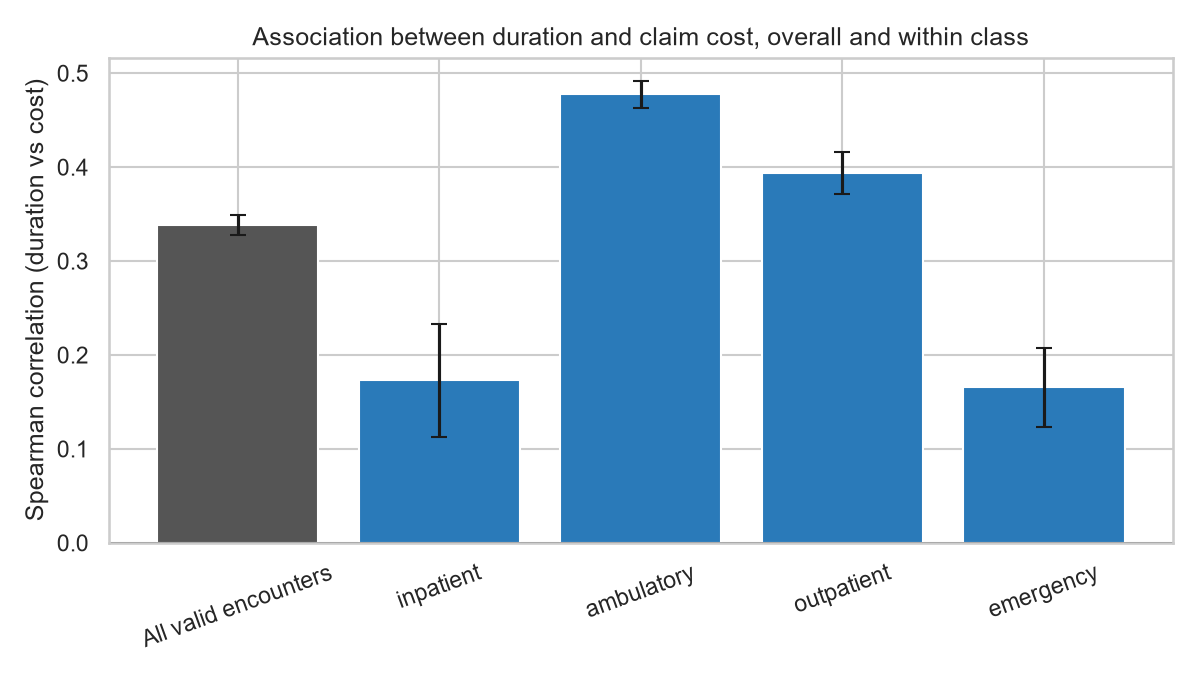 Association between duration and claim cost, overall and within class
Spearman correlation (duration vs cost)
0.5
0.4
0.3
0.2
0.1
0.0
All valid encounters
inpatient
ambulatory
outpatient
emergency